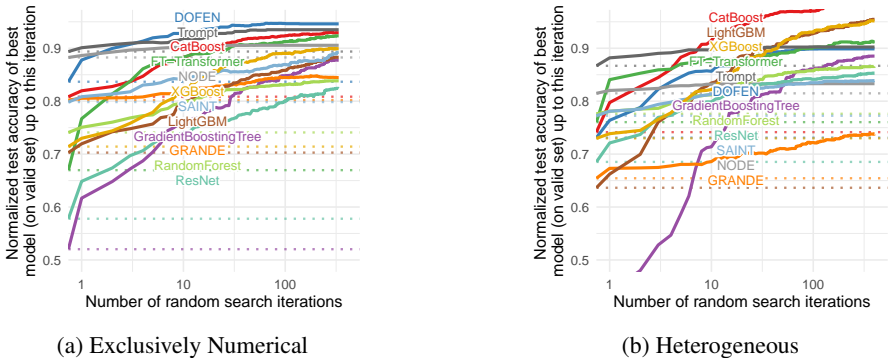 Normalized test accuracy of best
model (on valid set) up to this iteration
0.9
0.8
0.7
0.6
0.5
DOFEN
Trompt
CatBoost
FT-Transformer
NODE
XGBoost
SAINT
LightGBM
GradientBoostingTree
GRANDE
RandomForest
ResNet
1
10
100
Number of random search iterations
(a) Exclusively Numerical
Normalized test accuracy of best
model (on valid set) up to this iteration
0.9
0.8
0.7
0.6
0.5
CatBoost
LightGBM
XGBoost
FT-Transformer
Trompt
DOFEN
GradientBoostingTree
RandomForest
ResNet
SAINT
NODE
GRANDE
1
10
100
Number of random search iterations
(b) Heterogeneous